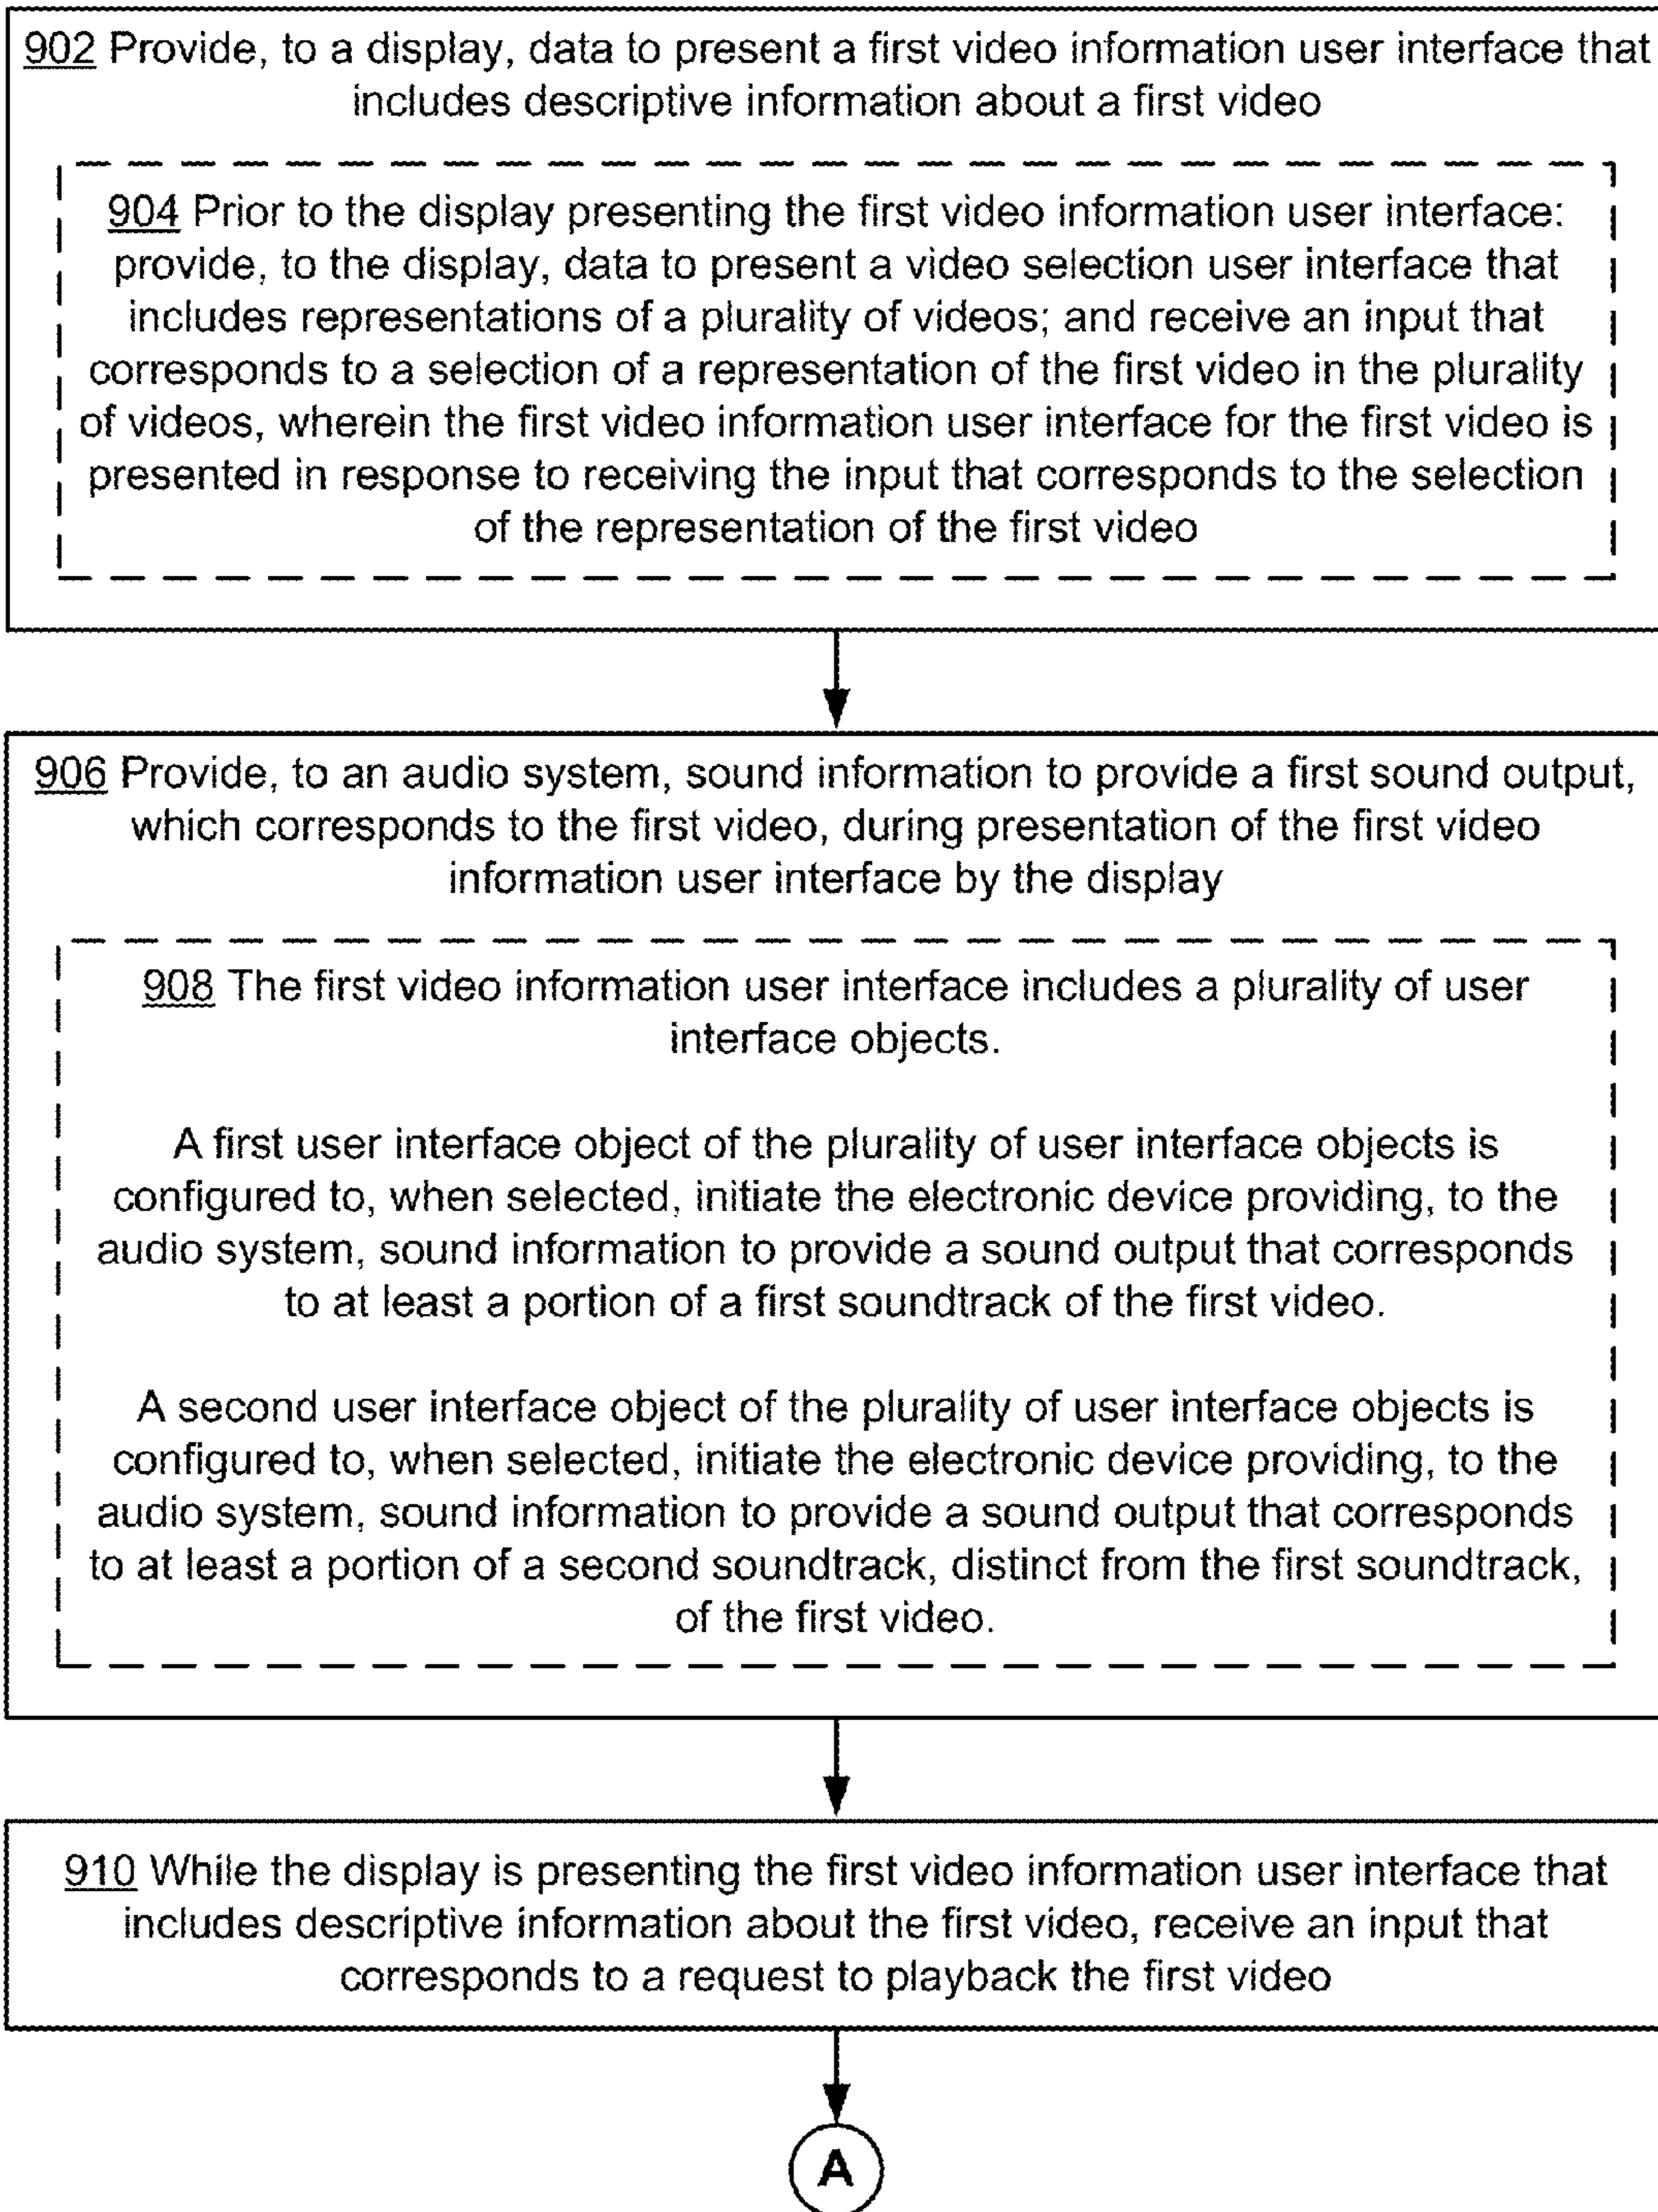 902 Provide, to a display, data to present a first video information user interface that
includes descriptive information about a first video
904 Prior to the display presenting the first video information user interface:
provide, to the display, data to present a video selection user interface that
includes representations of a plurality of videos; and receive an input that
corresponds to a selection of a representation of the first video in the plurality
of videos, wherein the first video information user interface for the first video is
presented in response to receiving the input that corresponds to the selection
of the representation of the first video
906 Provide, to an audio system, sound information to provide a first sound output,
which corresponds to the first video, during presentation of the first video
information user interface by the display
908 The first video information user interface includes a plurality of user
interface objects.
A first user interface object of the plurality of user interface objects is
configured to, when selected, initiate the electronic device providing, to the
audio system, sound information to provide a sound output that corresponds
to at least a portion of a first soundtrack of the first video.
A second user interface object of the plurality of user interface objects is
configured to, when selected, initiate the electronic device providing, to the
audio system, sound information to provide a sound output that corresponds
to at least a portion of a second soundtrack, distinct from the first soundtrack,
of the first video.
910 While the display is presenting the first video information user interface that
includes descriptive information about the first video, receive an input that
corresponds to a request to playback the first video
A